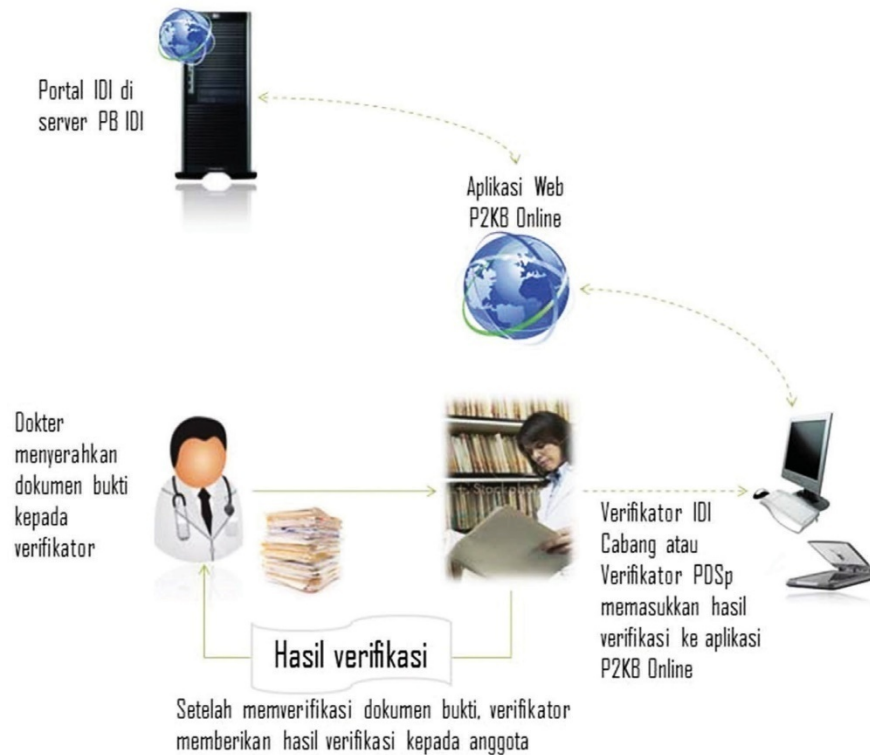 Portal IDI di
server PB IDI
Aplikasi Web
P2KB Online
Dokter
menyerahkan
dokumen bukti
kepada
verifikator
Verifikator IDI
Cabang atau
Verifikator PDSp
memasukkan hasil
verifikasi ke aplikasi
P2KB Online
Hasil verifikasi
Setelah memverifikasi dokumen bukti, verifikator
memberikan hasil verifikasi kepada anggota